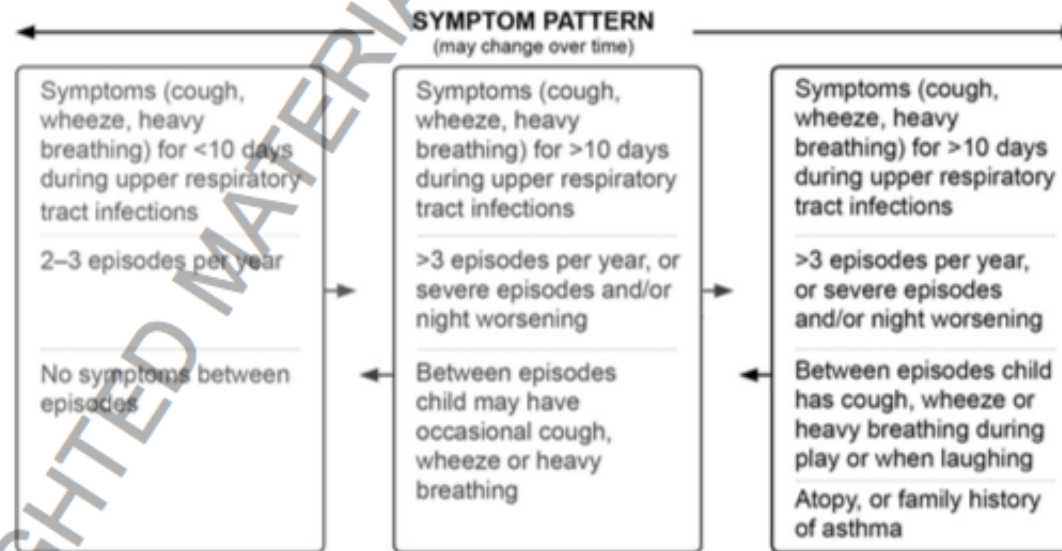 SYMPTOM PATTERN
(may change over time)
Symptoms (cough,
wheeze, heavy
breathing) for <10 days
during upper respiratory
tract infections
2–3 episodes per year
No symptoms between
episodes
Symptoms (cough,
wheeze, heavy
breathing) for >10 days
during upper respiratory
tract infections
>3 episodes per year, or
severe episodes and/or
night worsening
Between episodes
child may have
occasional cough,
wheeze or heavy
breathing
Symptoms (cough,
wheeze, heavy
breathing) for >10 days
during upper respiratory
tract infections
>3 episodes per year,
or severe episodes
and/or night worsening
Between episodes child
has cough, wheeze or
heavy breathing during
play or when laughing
Atopy, or family history
of asthma
GHTED MATERIA